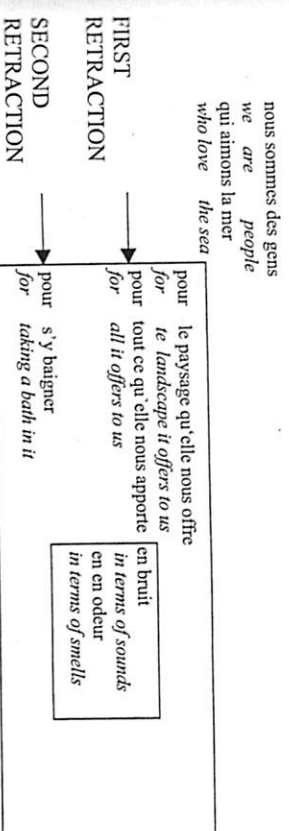 nous sommes des gens
we are people
qui aimons la mer
who love the sea
pour le paysage qu'elle nous offre
for te landscape it offers to us
FIRST
RETRACTION
pour tout ce qu'elle nous apporte
for all it offers to us
en bruit
in terms of sounds
en en odeur
in terms of smells
SECOND
RETRACTION
pour s'y baigner
for taking a bath in it